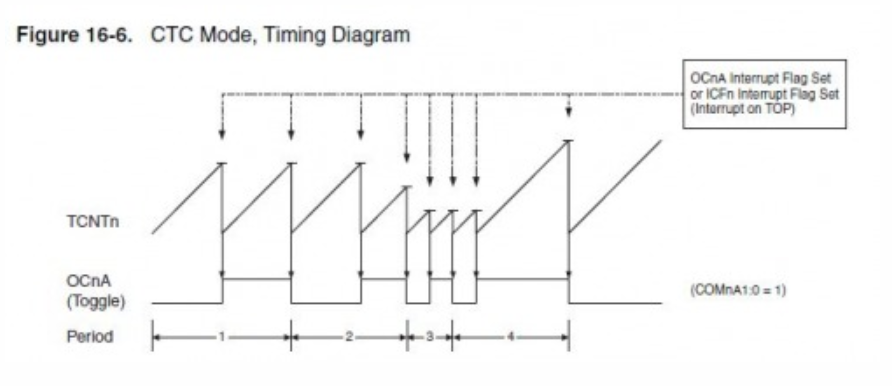 Figure 16-6. CTC Mode, Timing Diagram
OCnA Interrupt Flag Set
or ICFn Interrupt Flag Set
(Interrupt on TOP)
TCNTn
OCnA
(Toggle)
(COMnA1:0 = 1)
Period
1
2
3
4